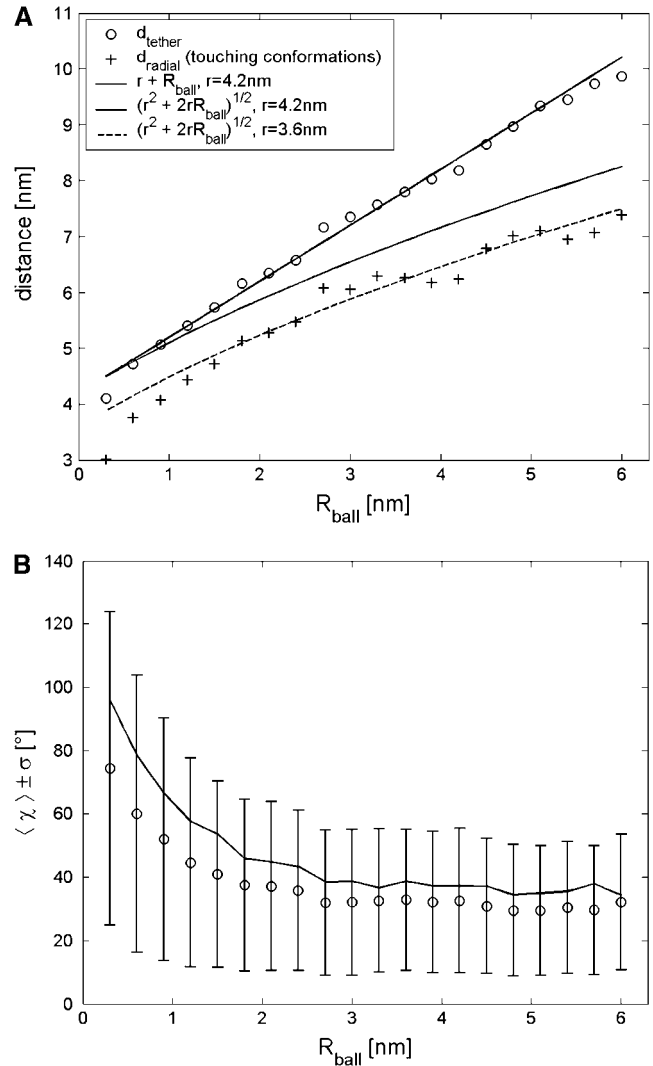 A
11
10
9
8
7
6
5
4
3
distance [nm]
d_tether
d_radial (touching conformations)
r + R_ball, r=4.2nm
(r² + 2rR_ball)^1/2, r=4.2nm
(r² + 2rR_ball)^1/2, r=3.6nm
0 1 2 3 4 5 6
R_ball [nm]
B
140
120
100
80
60
40
20
0
⟨ χ ⟩ ± σ [°]
0 1 2 3 4 5 6
R_ball [nm]